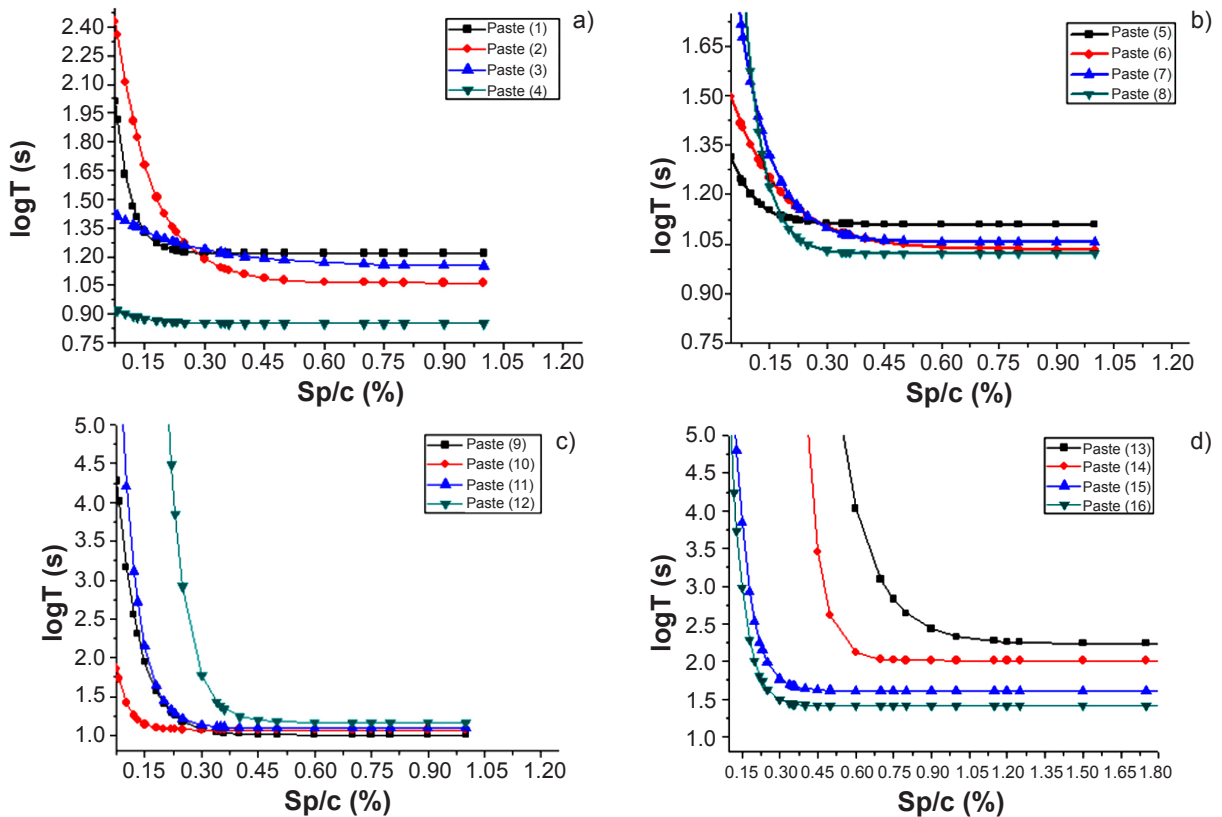 a)
Paste (1)
Paste (2)
Paste (3)
Paste (4)
2.40
2.25
2.10
1.95
1.80
1.65
1.50
1.35
1.20
1.05
0.90
0.75
logT (s)
0.15 0.30 0.45 0.60 0.75 0.90 1.05 1.20
Sp/c (%)
b)
Paste (5)
Paste (6)
Paste (7)
Paste (8)
1.65
1.50
1.35
1.20
1.05
0.90
0.75
logT (s)
0.15 0.30 0.45 0.60 0.75 0.90 1.05 1.20
Sp/c (%)
c)
Paste (9)
Paste (10)
Paste (11)
Paste (12)
5.0
4.5
4.0
3.5
3.0
2.5
2.0
1.5
1.0
logT (s)
0.15 0.30 0.45 0.60 0.75 0.90 1.05 1.20
Sp/c (%)
d)
Paste (13)
Paste (14)
Paste (15)
Paste (16)
5.0
4.5
4.0
3.5
3.0
2.5
2.0
1.5
1.0
logT (s)
0.15 0.30 0.45 0.60 0.75 0.90 1.05 1.20 1.35 1.50 1.65 1.80
Sp/c (%)